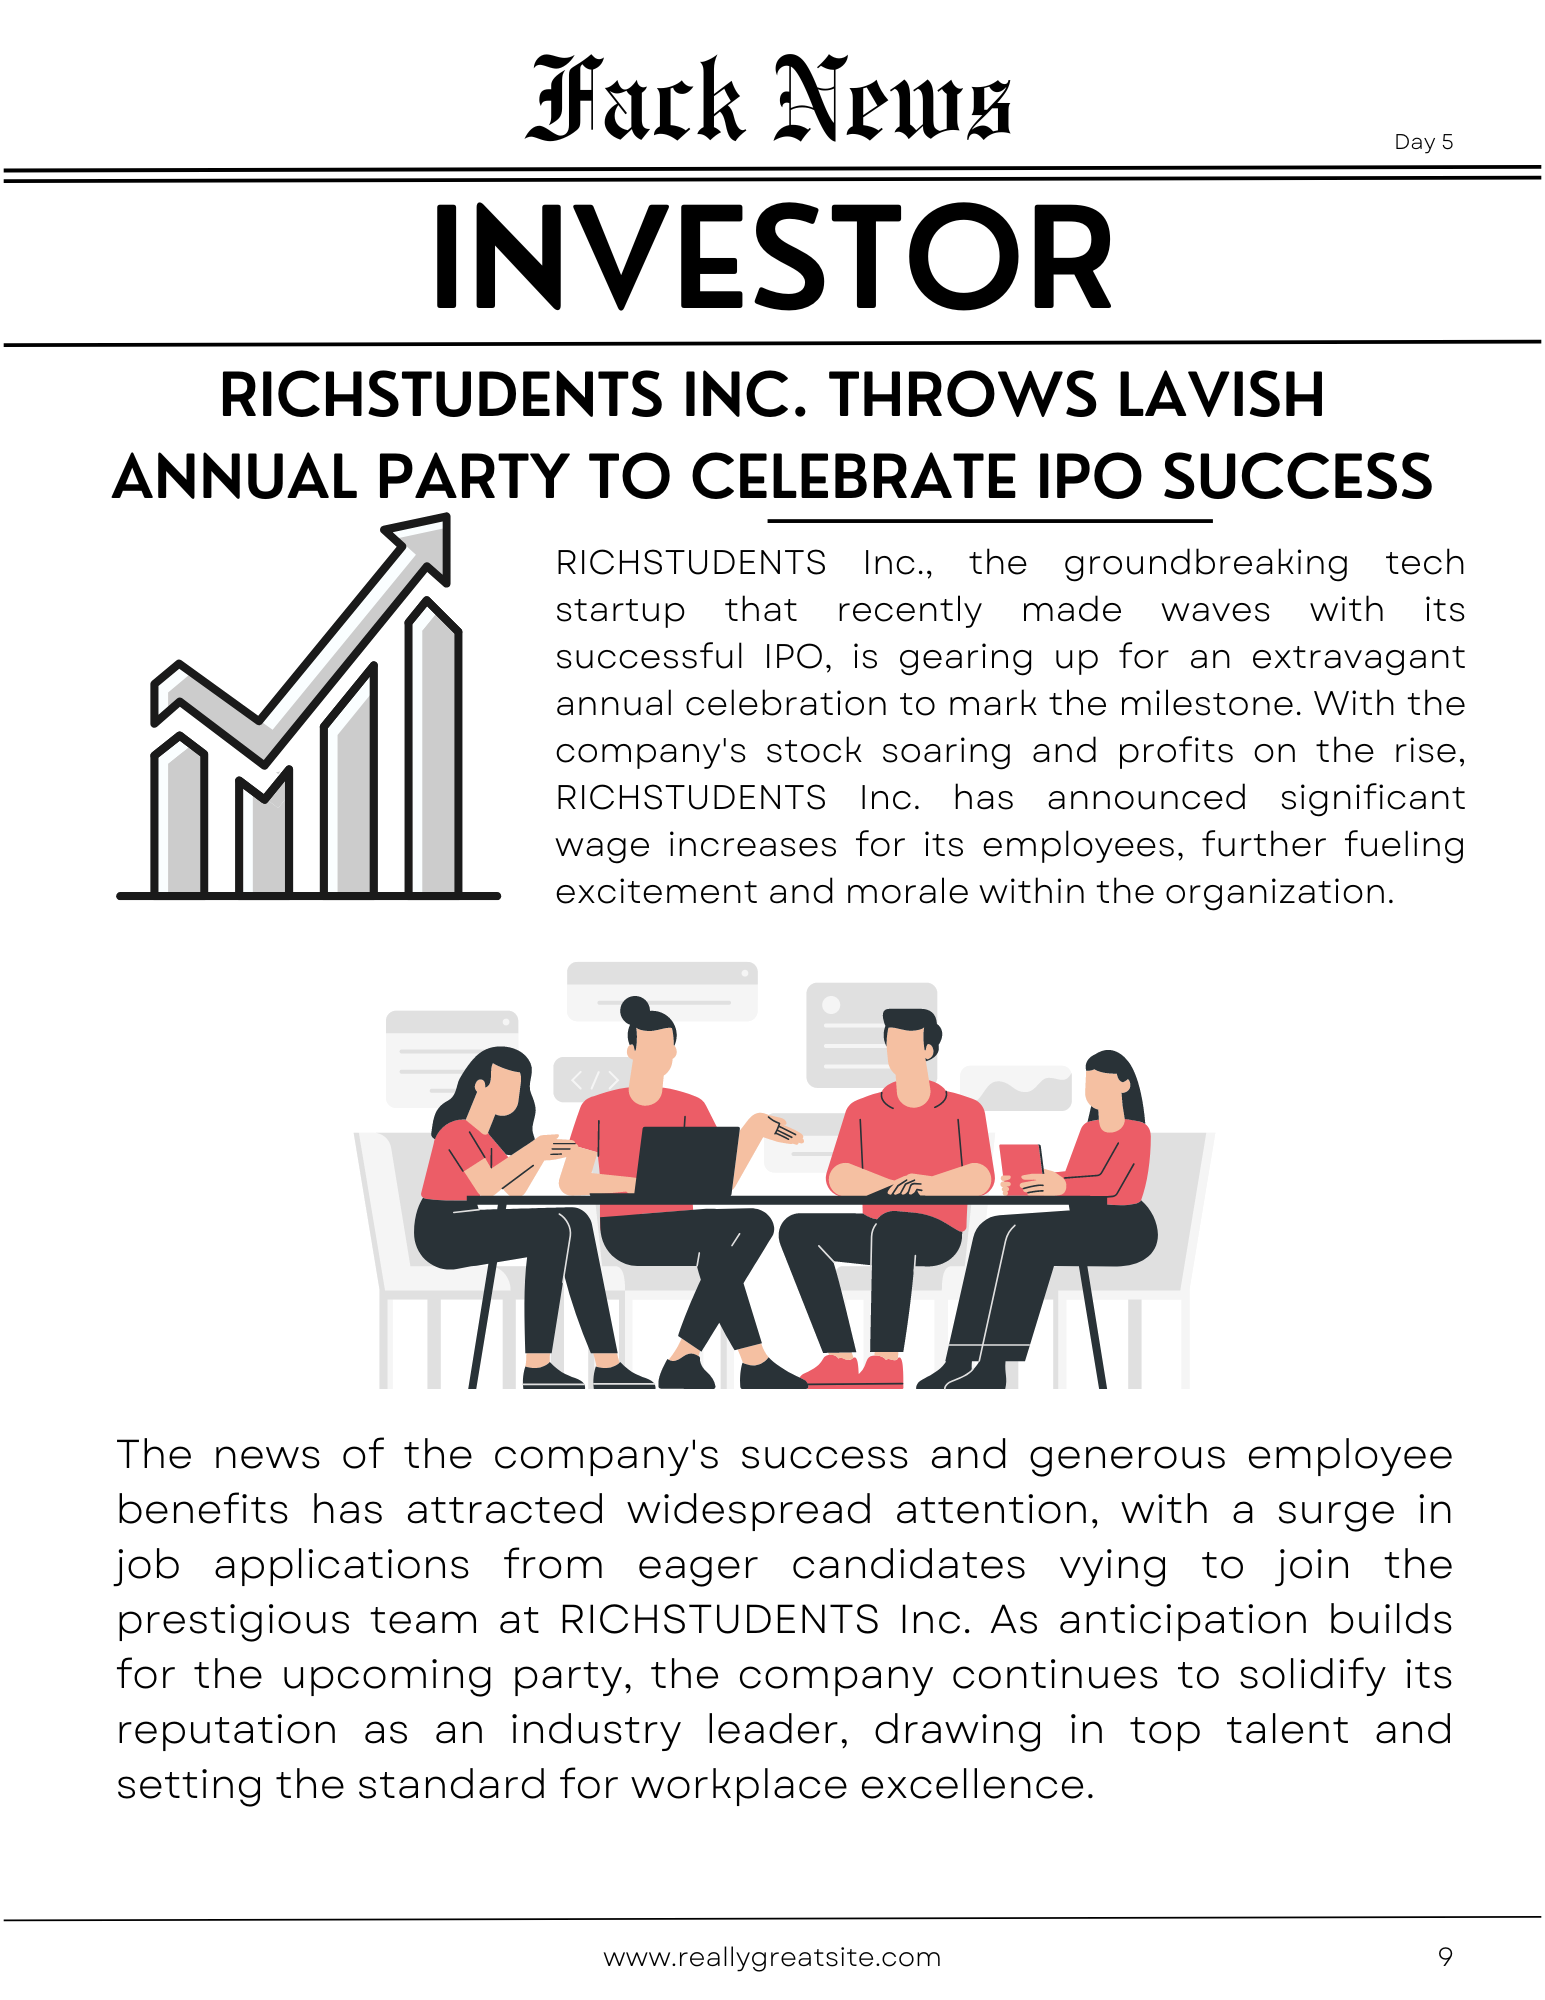 Fack News
Day 5
INVESTOR
RICHSTUDENTS INC. THROWS LAVISH
ANNUAL PARTY TO CELEBRATE IPO SUCCESS
RICHSTUDENTS Inc., the groundbreaking tech
startup that recently made waves with its
successful IPO, is gearing up for an extravagant
annual celebration to mark the milestone. With the
company's stock soaring and profits on the rise,
RICHSTUDENTS Inc. has announced significant
wage increases for its employees, further fueling
excitement and morale within the organization.
</>
The news of the company's success and generous employee
benefits has attracted widespread attention, with a surge in
job applications from eager candidates vying to join the
prestigious team at RICHSTUDENTS Inc. As anticipation builds
for the upcoming party, the company continues to solidify its
reputation as an industry leader, drawing in top talent and
setting the standard for workplace excellence.
www.reallygreatsite.com
9